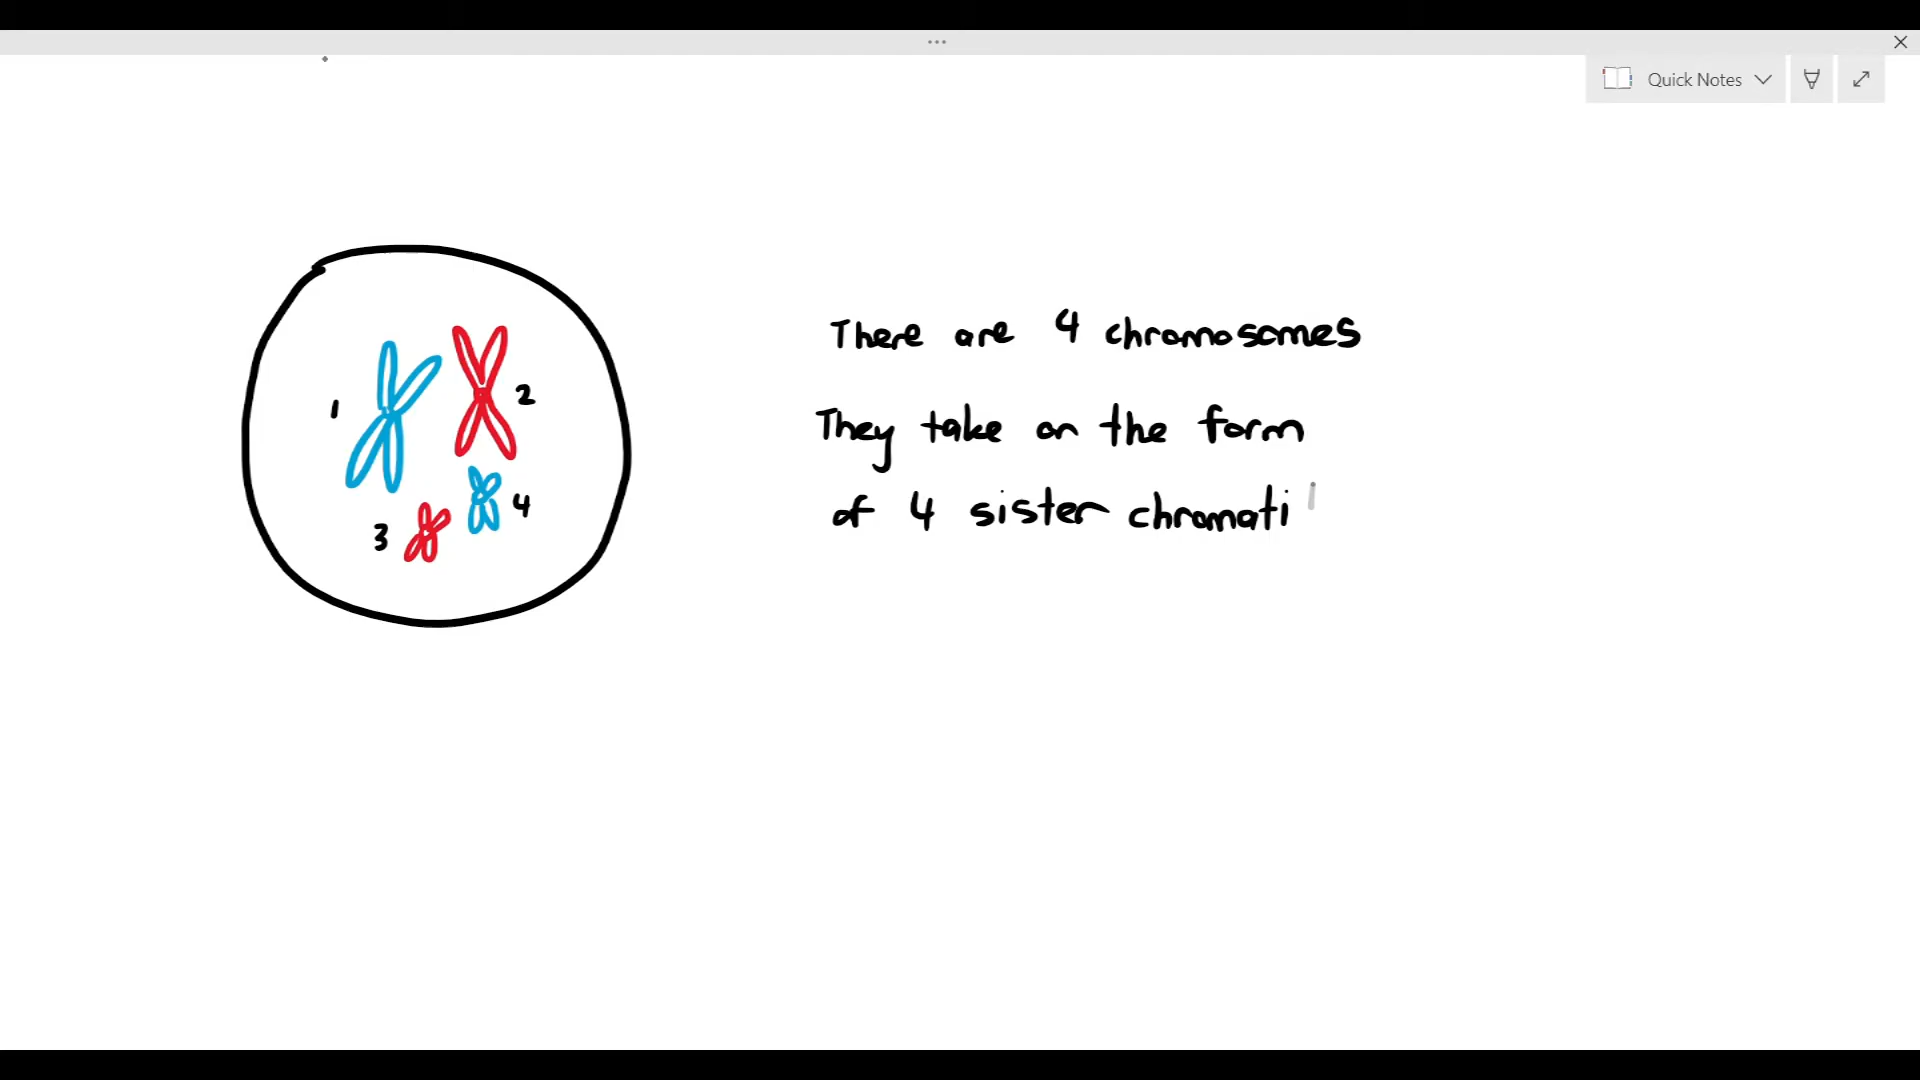 Quick Notes
There are 4 chromosomes
1
2
They take on the form
4
of 4 sister chromati
3